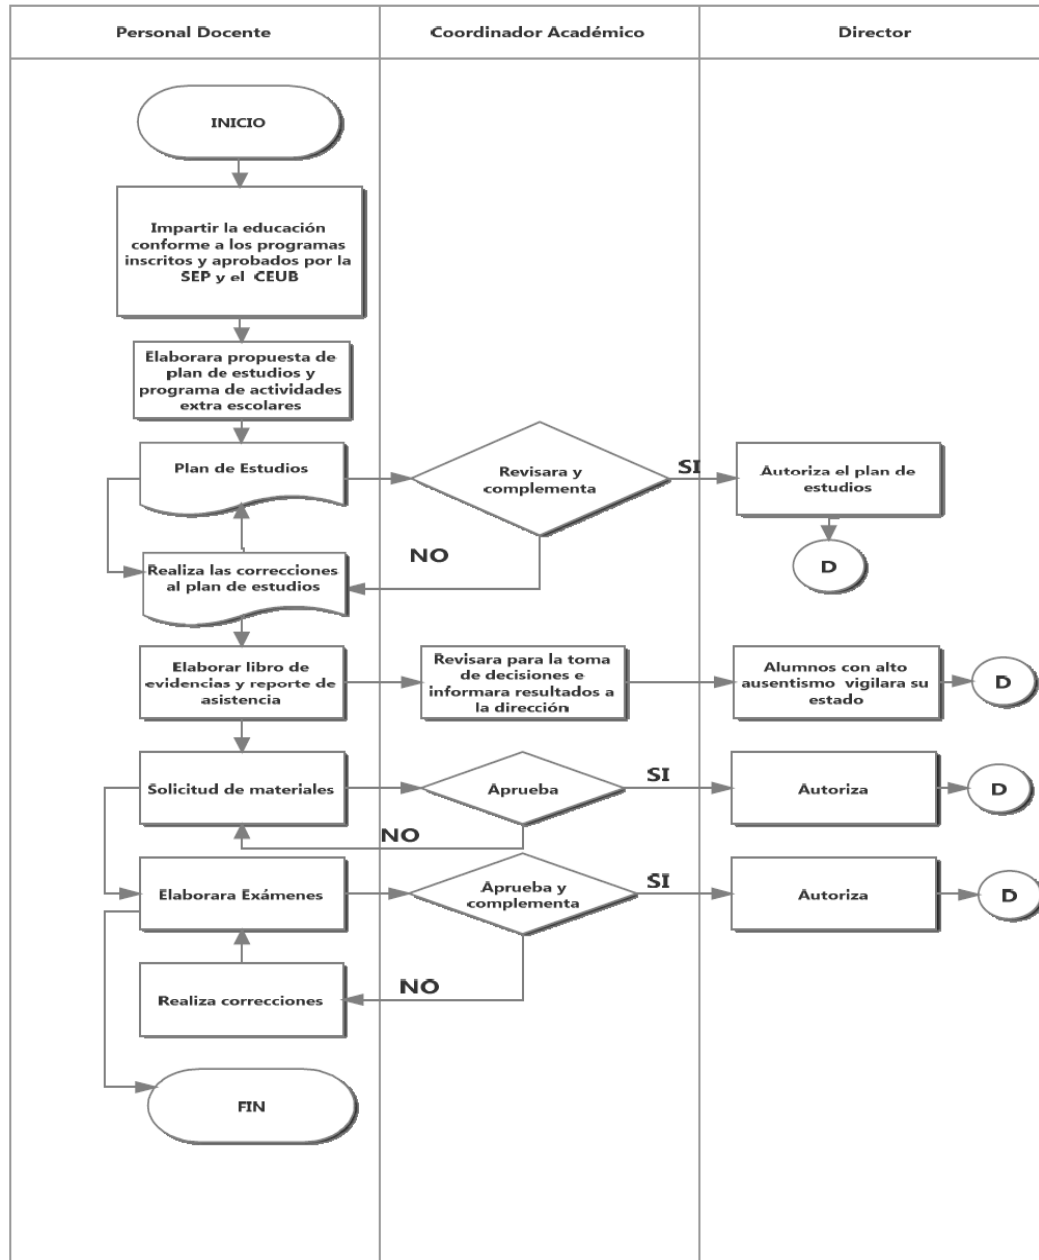 Personal Docente
Coordinador Académico
Director
INICIO
Impartir la educación
conforme a los programas
inscritos y aprobados por la
SEP y el CEUB
Elaborara propuesta de
plan de estudios y
programa de actividades
extra escolares
Plan de Estudios
Revisara y
complementa
SI
Autoriza el plan de
estudios
NO
D
Realiza las correcciones
al plan de estudios
Elaborar libro de
evidencias y reporte de
asistencia
Revisara para la toma
de decisiones e
informara resultados a
la dirección
Alumnos con alto
ausentismo vigilara su
estado
D
Solicitud de materiales
Aprueba
SI
Autoriza
D
NO
Elaborara Exámenes
Aprueba y
complementa
SI
Autoriza
D
Realiza correcciones
NO
FIN